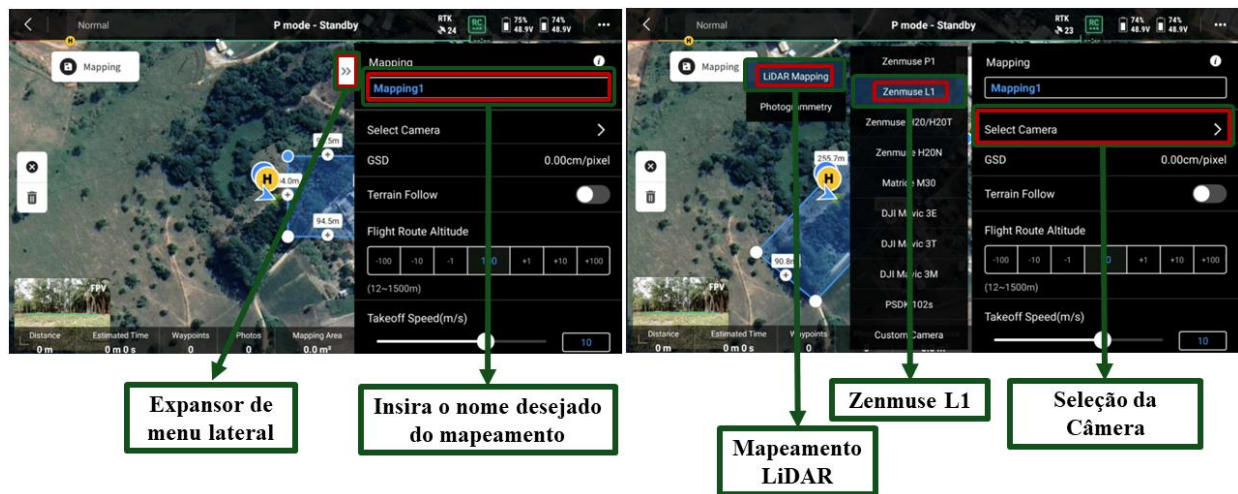 Normal
P mode - Standby
RTK
24
RC
75%
48.9V
74%
48.9V
Mapping
Mapping
Mapping1
Select Camera
GSD
0.00cm/pixel
Terrain Follow
Flight Route Altitude
-100 -10 -1 +1 +10 +100
(12~1500m)
Takeoff Speed(m/s)
10
H
H
94.5m
FPV
Distance Estimated Time Waypoints Photos Mapping Area
0 m 0 m 0 s 0 0 0.0 m²
Expansor de
menu lateral
Insira o nome desejado
do mapeamento
Normal
P mode - Standby
RTK
23
RC
74%
48.9V
74%
48.9V
Mapping
LiDAR Mapping
Photogrammetry
Zenmuse P1
Zenmuse L1
Zenmuse H20/H20T
Zenmuse H20N
Matrice M30
DJI Mavic 3E
DJI Mavic 3T
DJI Mavic 3M
PSDK 102s
Custom Camera
Mapping
Mapping1
Select Camera
GSD
0.00cm/pixel
Terrain Follow
Flight Route Altitude
-100 -10 -1 +1 +10 +100
(12~1500m)
Takeoff Speed(m/s)
10
H
H
255.7m
90.8m
FPV
Distance Estimated Time Waypoints
0 m 0 m 0 s 0
Mapeamento
LiDAR
Zenmuse L1
Seleção da
Câmera